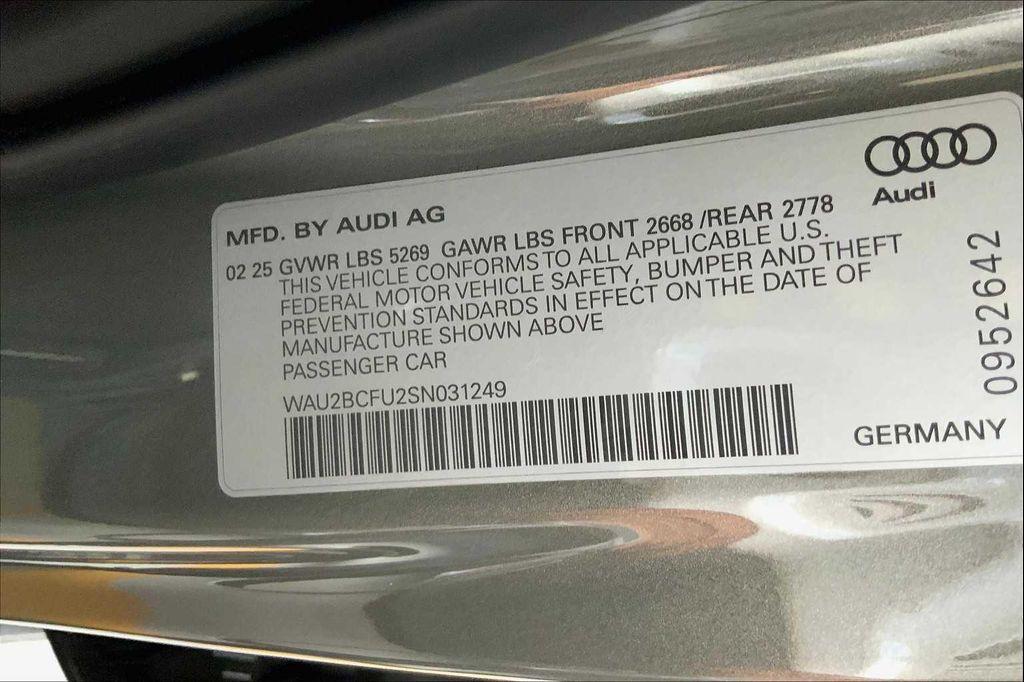 Audi
MFD. BY AUDI AG
02 25 GVWR LBS 5269 GAWR LBS FRONT 2668 /REAR 2778
THIS VEHICLE CONFORMS TO ALL APPLICABLE U.S.
FEDERAL MOTOR VEHICLE SAFETY, BUMPER AND THEFT
PREVENTION STANDARDS IN EFFECT ON THE DATE OF
MANUFACTURE SHOWN ABOVE
PASSENGER CAR
WAU2BCFU2SN031249
GERMANY
0952642